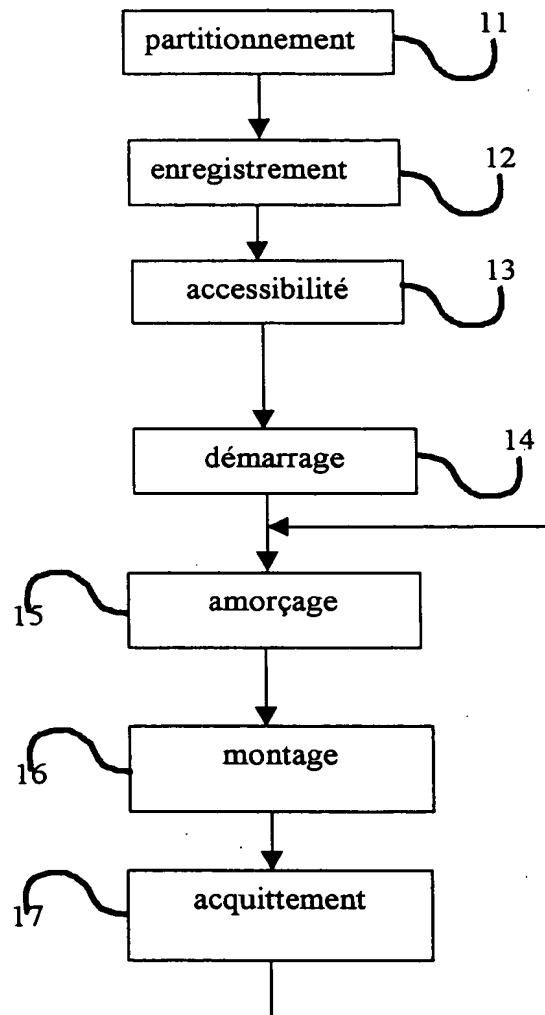 partitionnement
11
enregistrement
12
accessibilité
13
démarrage
14
amorçage
15
montage
16
acquittement
17